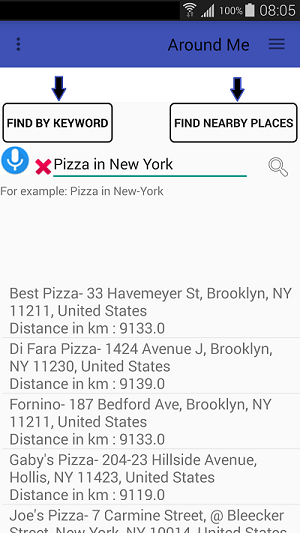 100% 08:05
Around Me
FIND BY KEYWORD FIND NEARBY PLACES
Pizza in New York
For example: Pizza in New-York
Best Pizza- 33 Havemeyer St, Brooklyn, NY
11211, United States
Distance in km : 9133.0
Di Fara Pizza- 1424 Avenue J, Brooklyn,
NY 11230, United States
Distance in km : 9139.0
Fornino- 187 Bedford Ave, Brooklyn, NY
11211, United States
Distance in km : 9133.0
Gaby's Pizza- 204-23 Hillside Avenue,
Hollis, NY 11423, United States
Distance in km : 9119.0
Joe's Pizza- 7 Carmine Street, @ Bleecker
Street, New York, NY 10014, United States